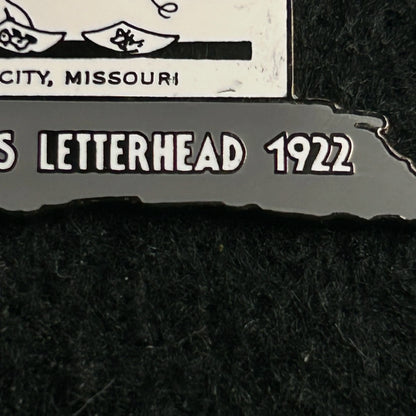 CITY, MISSOURI
S LETTERHEAD 1922